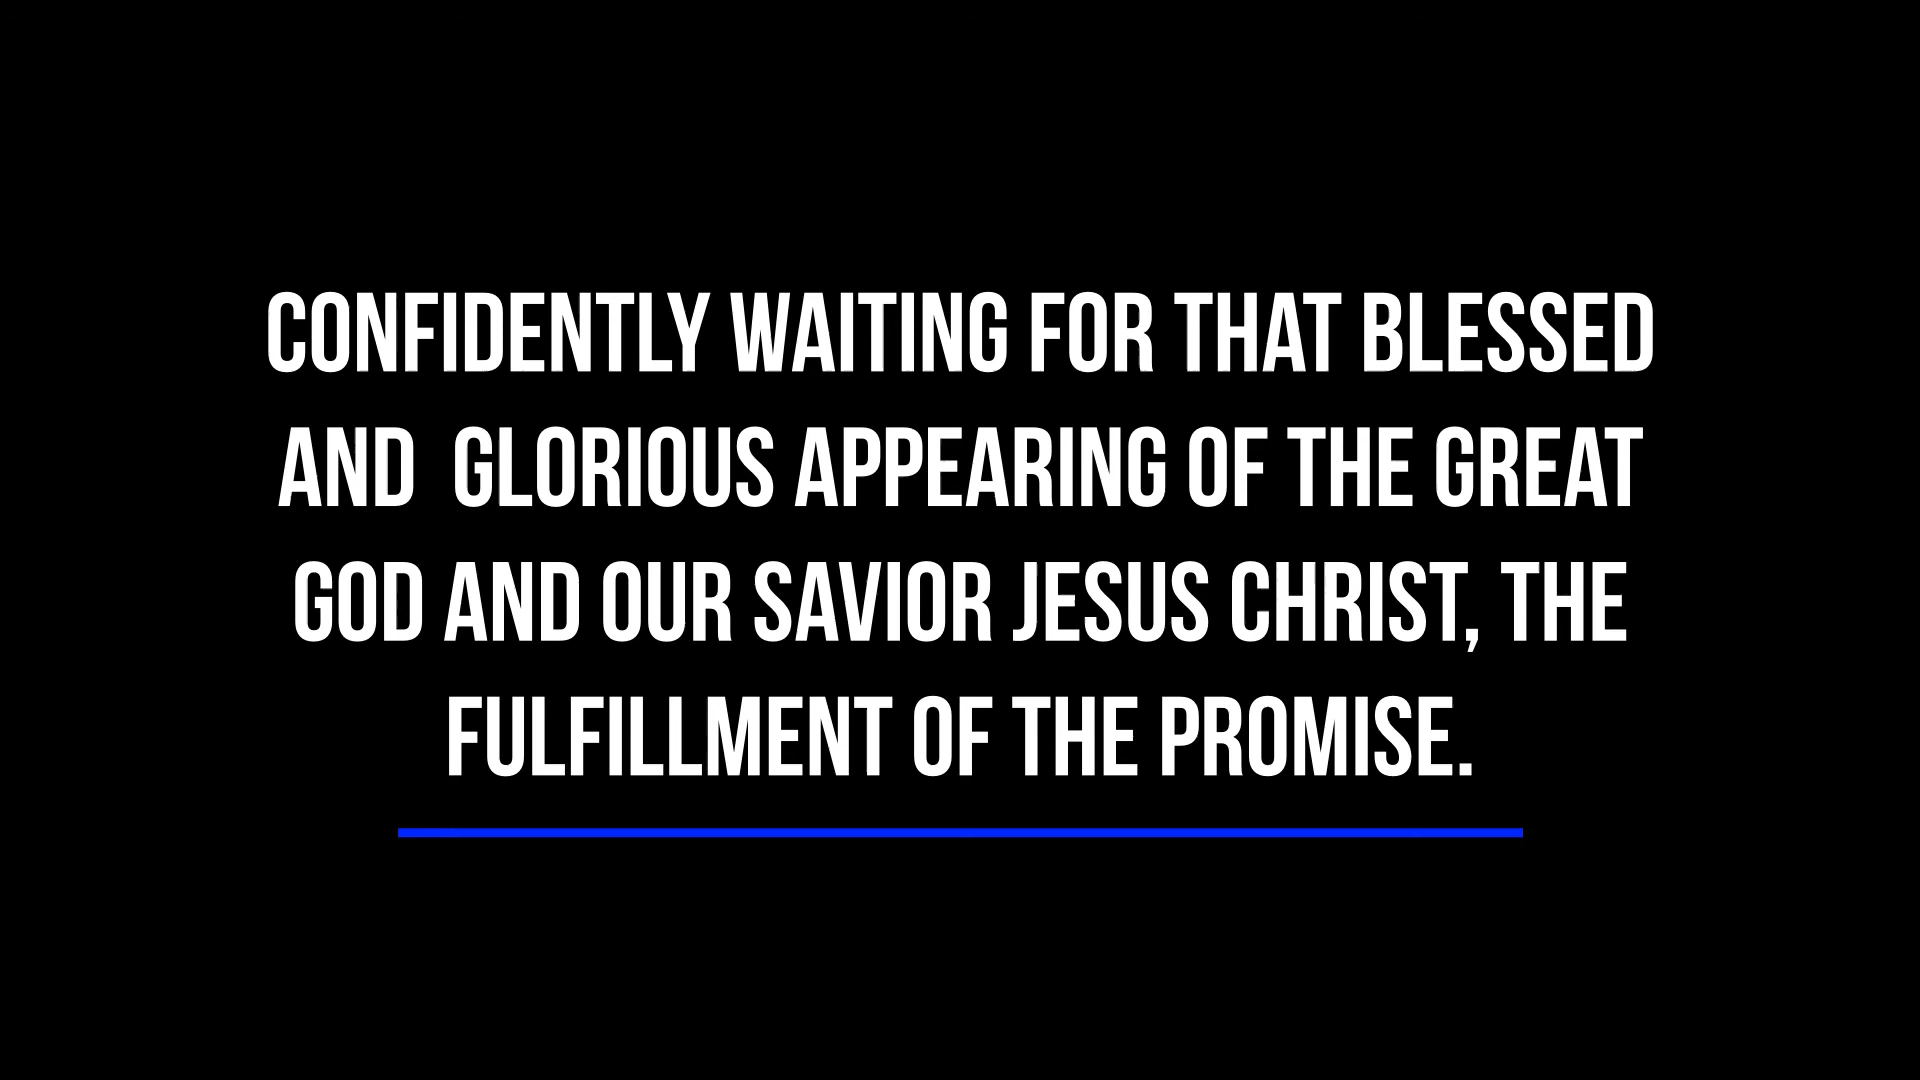 CONFIDENTLY WAITING FOR THAT BLESSED
AND  GLORIOUS APPEARING OF THE GREAT
GOD AND OUR SAVIOR JESUS CHRIST, THE
FULFILLMENT OF THE PROMISE.